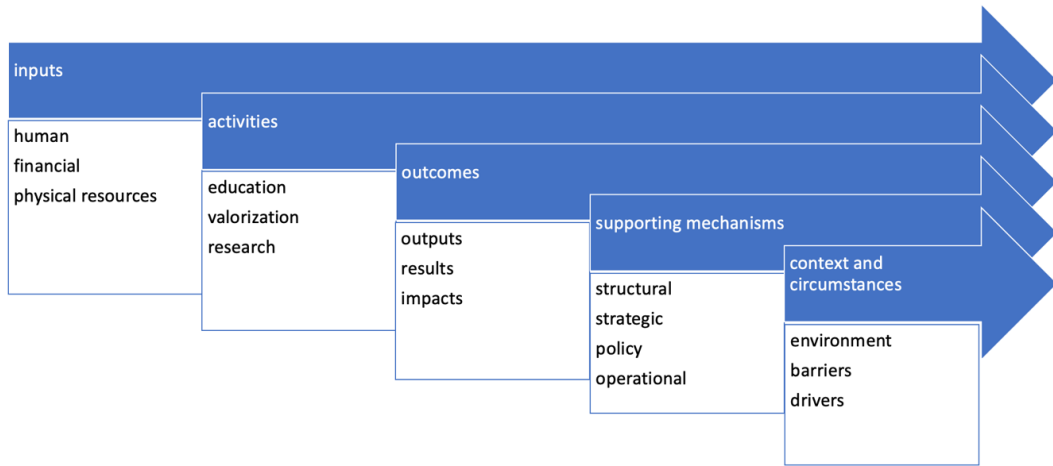 inputs
human
financial
physical resources
activities
education
valorization
research
outcomes
outputs
results
impacts
supporting mechanisms
structural
strategic
policy
operational
context and
circumstances
environment
barriers
drivers